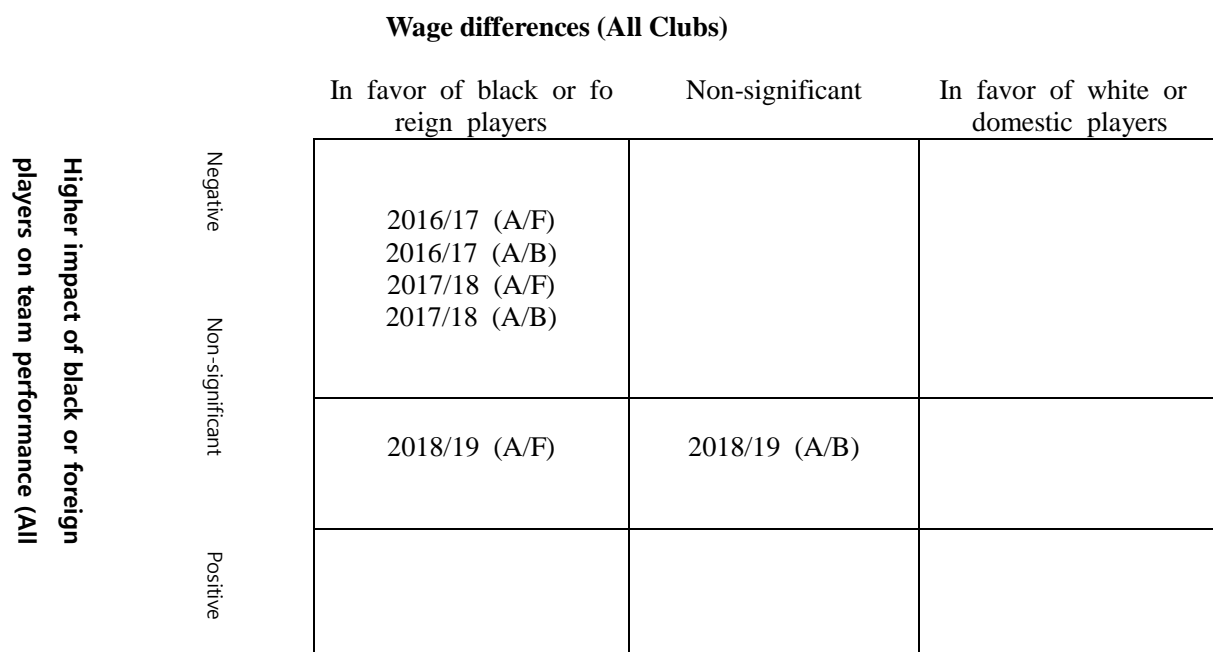 Wage differences (All Clubs)
In favor of black or fo
reign players
Non-significant
In favor of white or
domestic players
Higher impact of black or foreign
players on team performance (All
Negative
2016/17 (A/F)
2016/17 (A/B)
2017/18 (A/F)
2017/18 (A/B)
Non-significant
2018/19 (A/F)
2018/19 (A/B)
Positive